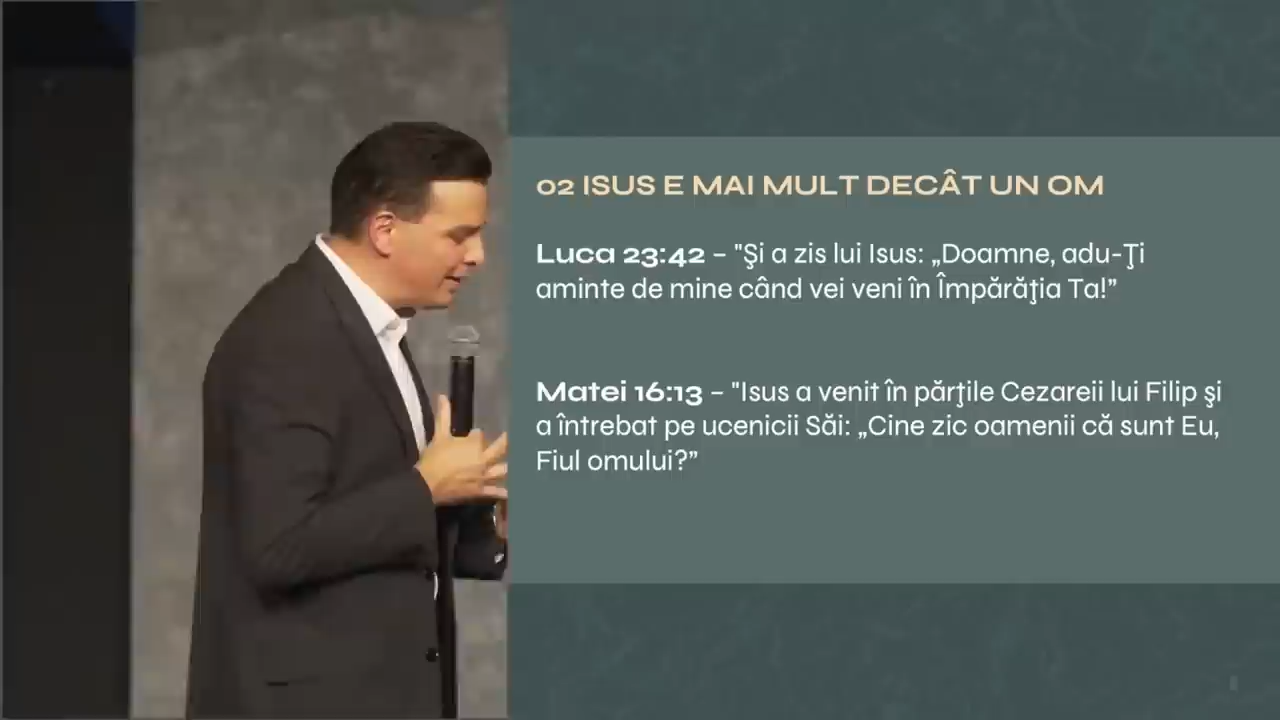 02 ISUS E MAI MULT DECÂT UN OM
Luca 23:42 – "Şi a zis lui Isus: „Doamne, adu-Ţi
aminte de mine când vei veni în Împărăţia Ta!”
Matei 16:13 – "Isus a venit în părţile Cezareii lui Filip şi
a întrebat pe ucenicii Săi: „Cine zic oamenii că sunt Eu,
Fiul omului?”